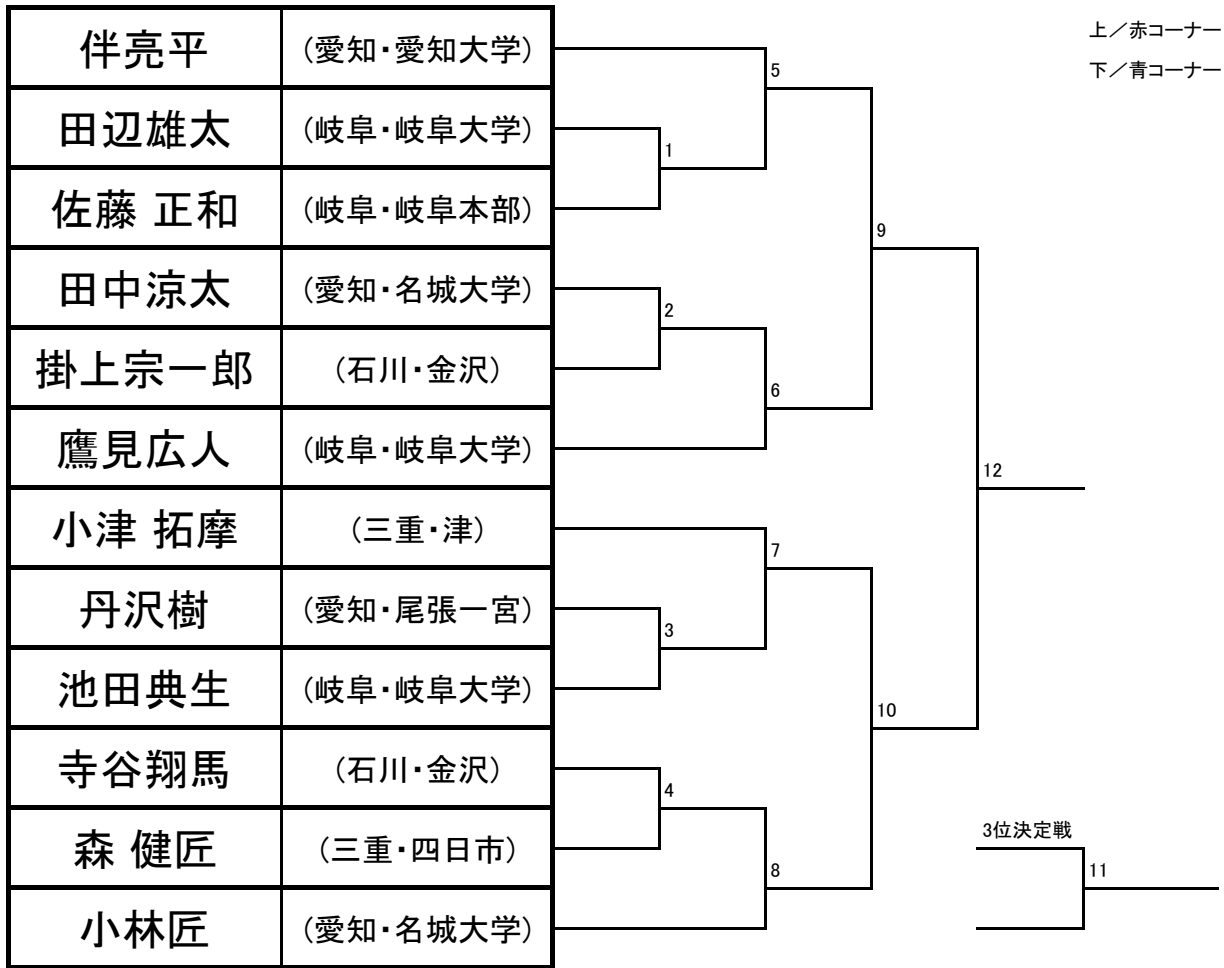 伴亮平 (愛知・愛知大学)
田辺雄太 (岐阜・岐阜大学)
佐藤 正和 (岐阜・岐阜本部)
田中涼太 (愛知・名城大学)
掛上宗一郎 (石川・金沢)
鷹見広人 (岐阜・岐阜大学)
小津 拓摩 (三重・津)
丹沢樹 (愛知・尾張一宮)
池田典生 (岐阜・岐阜大学)
寺谷翔馬 (石川・金沢)
森 健匠 (三重・四日市)
小林匠 (愛知・名城大学)
上／赤コーナー
下／青コーナー
5
1
9
2
6
12
7
3
10
4
3位決定戦
8
11